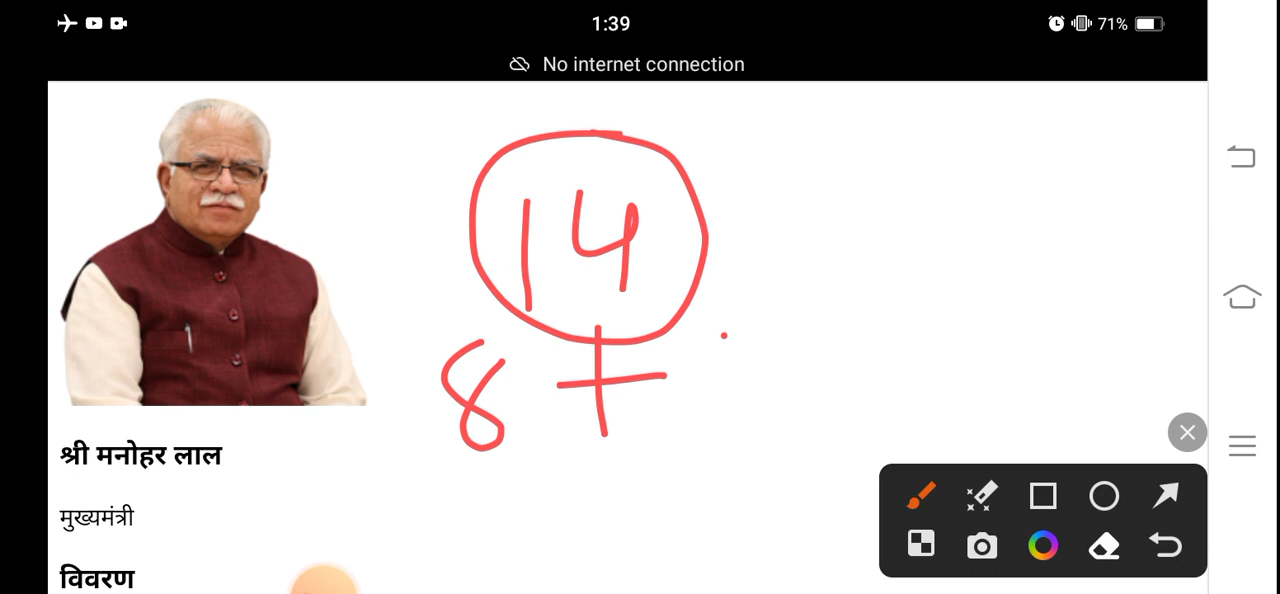 1:39
71%
No internet connection
14
8 +
श्री मनोहर लाल
मुख्यमंत्री
विवरण